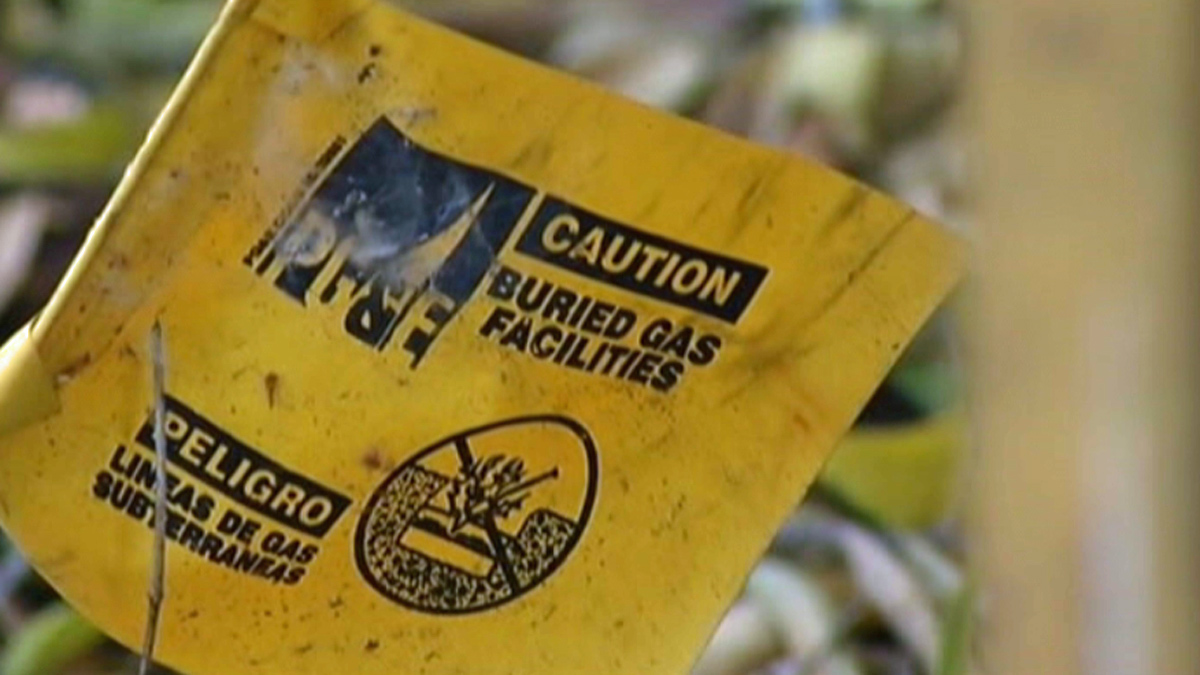 PG&E
CAUTION
BURIED GAS
FACILITIES
PELIGRO
LINEAS DE GAS
SUBTERRANEAS